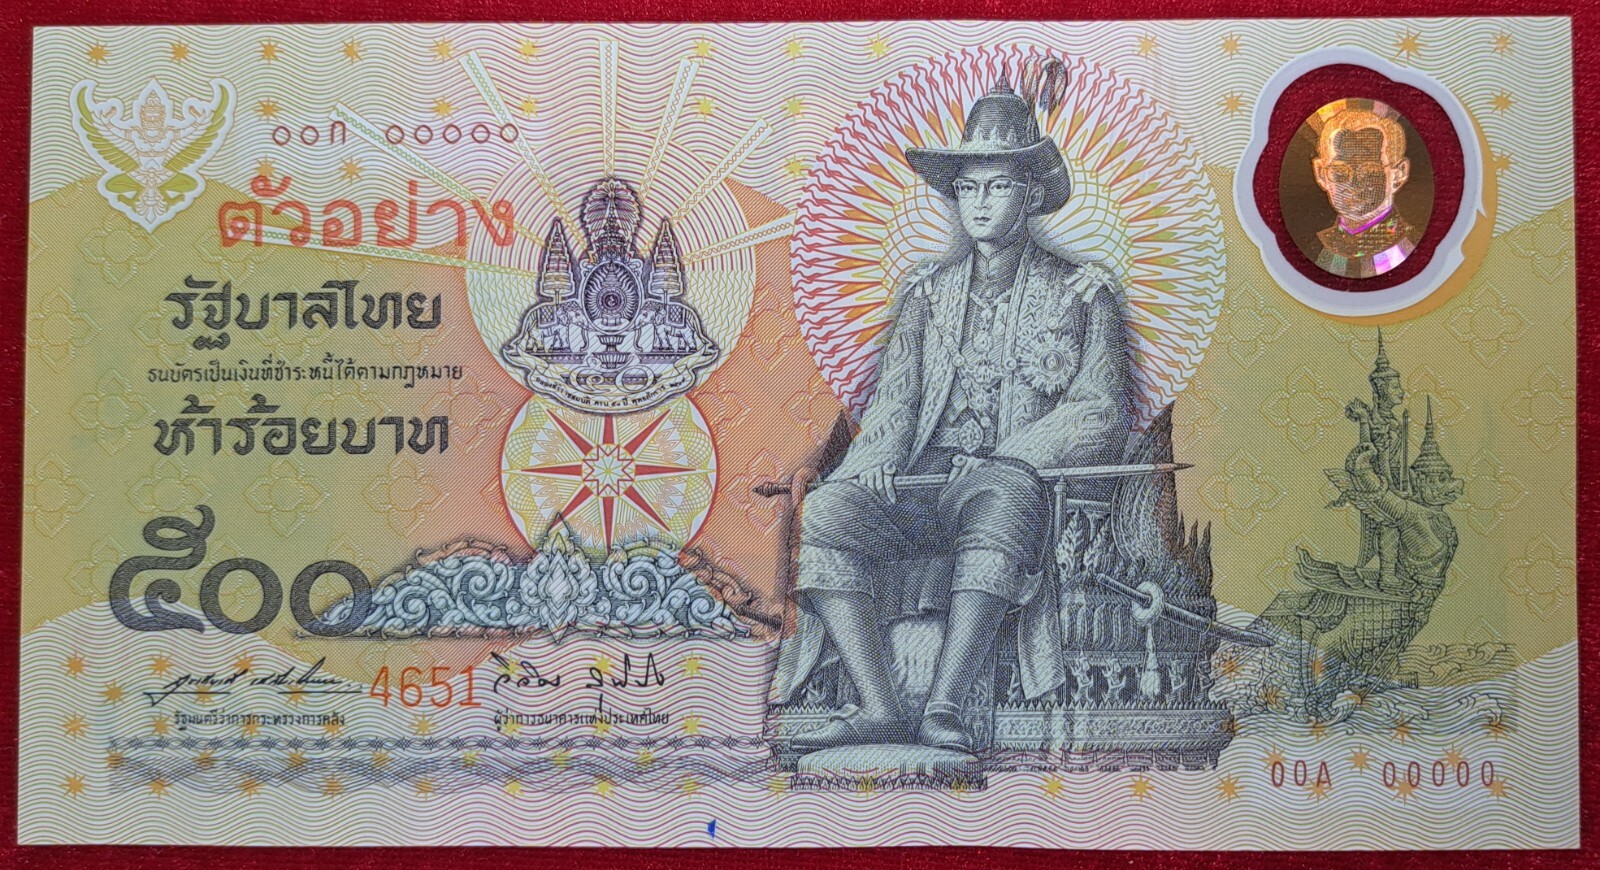 ๐๐ก ๐๐๐๐๐
ตัวอย่าง
รัฐบาลไทย
ธนบัตรเป็นเงินที่ชำระหนี้ได้ตามกฎหมาย
ห้าร้อยบาท
๕๐๐
4651
รัฐมนตรีว่าการกระทรวงการคลัง
ผู้ว่าการธนาคารแห่งประเทศไทย
00A 00000